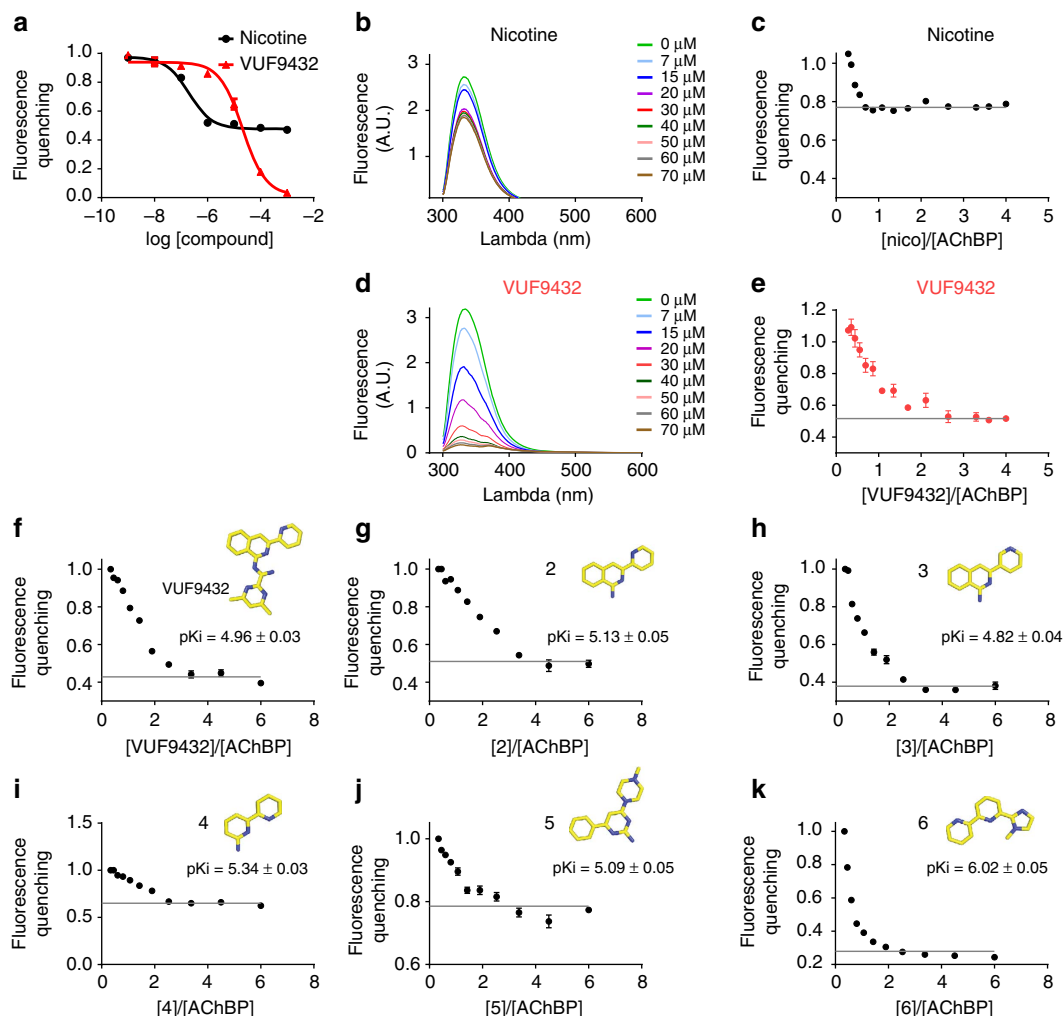 a
Nicotine
VUF9432
Fluorescence
quenching
1.0
0.8
0.6
0.4
0.2
0.0
−10
−8
−6
−4
−2
log [compound]
b
Nicotine
Fluorescence
(A.U.)
3
2
1
300
400
500
600
Lambda (nm)
0 μM
7 μM
15 μM
20 μM
30 μM
40 μM
50 μM
60 μM
70 μM
c
Nicotine
Fluorescence
quenching
1.0
0.8
0.6
0.4
0
1
2
3
4
5
[nico]/[AChBP]
d
VUF9432
Fluorescence
(A.U.)
3
2
1
0
300
400
500
600
Lambda (nm)
0 μM
7 μM
15 μM
20 μM
30 μM
40 μM
50 μM
60 μM
70 μM
e
VUF9432
Fluorescence
quenching
1.2
1.0
0.8
0.6
0.4
0
1
2
3
4
5
[VUF9432]/[AChBP]
f
VUF9432
pKi = 4.96 ± 0.03
Fluorescence
quenching
1.0
0.8
0.6
0.4
0
2
4
6
8
[VUF9432]/[AChBP]
g
2
pKi = 5.13 ± 0.05
Fluorescence
quenching
1.0
0.8
0.6
0.4
0
2
4
6
8
[2]/[AChBP]
h
3
pKi = 4.82 ± 0.04
Fluorescence
quenching
1.0
0.8
0.6
0.4
0
2
4
6
8
[3]/[AChBP]
i
4
pKi = 5.34 ± 0.03
Fluorescence
quenching
1.5
1.0
0.5
0.0
0
2
4
6
8
[4]/[AChBP]
j
5
pKi = 5.09 ± 0.05
Fluorescence
quenching
1.0
0.8
0.6
0
2
4
6
8
[5]/[AChBP]
k
6
pKi = 6.02 ± 0.05
Fluorescence
quenching
1.0
0.8
0.6
0.4
0.2
0
2
4
6
8
[6]/[AChBP]